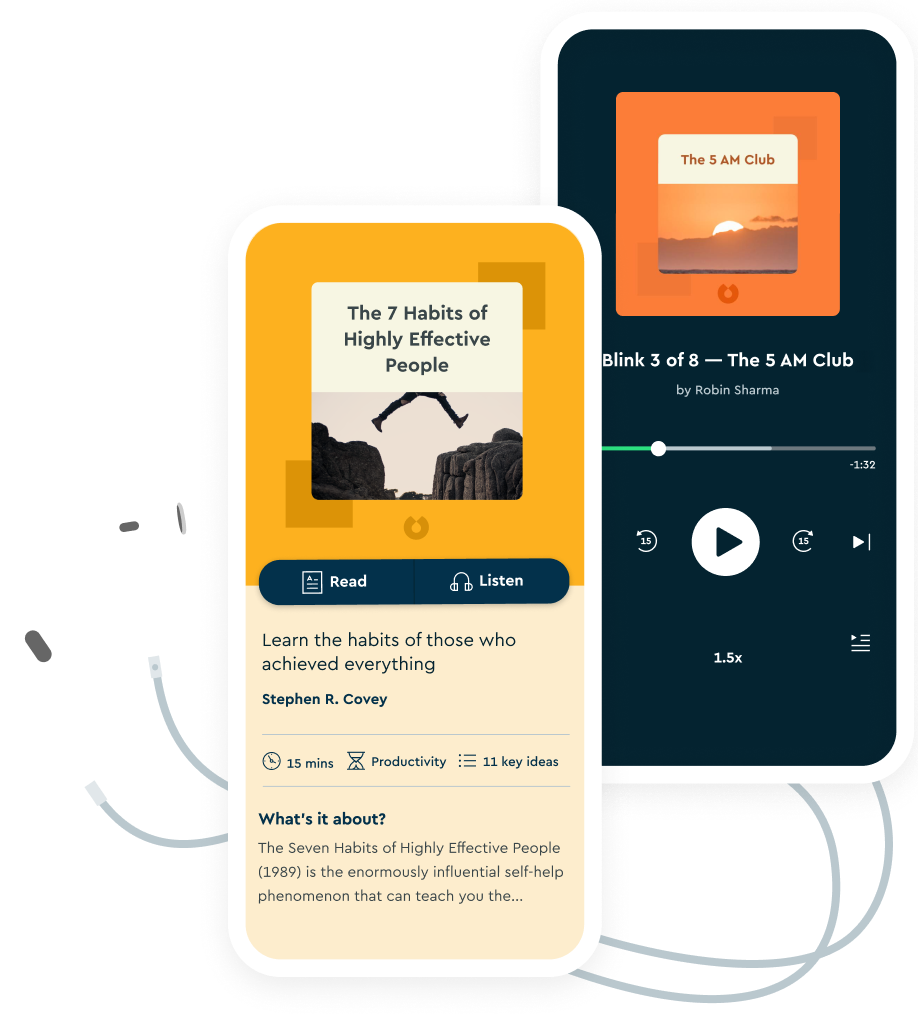 The 7 Habits of
Highly Effective
People
Read
Listen
Learn the habits of those who
achieved everything
Stephen R. Covey
15 mins
Productivity
11 key ideas
What's it about?
The Seven Habits of Highly Effective People
(1989) is the enormously influential self-help
phenomenon that can teach you the...
The 5 AM Club
Blink 3 of 8 — The 5 AM Club
by Robin Sharma
-1:32
15
15
1.5x